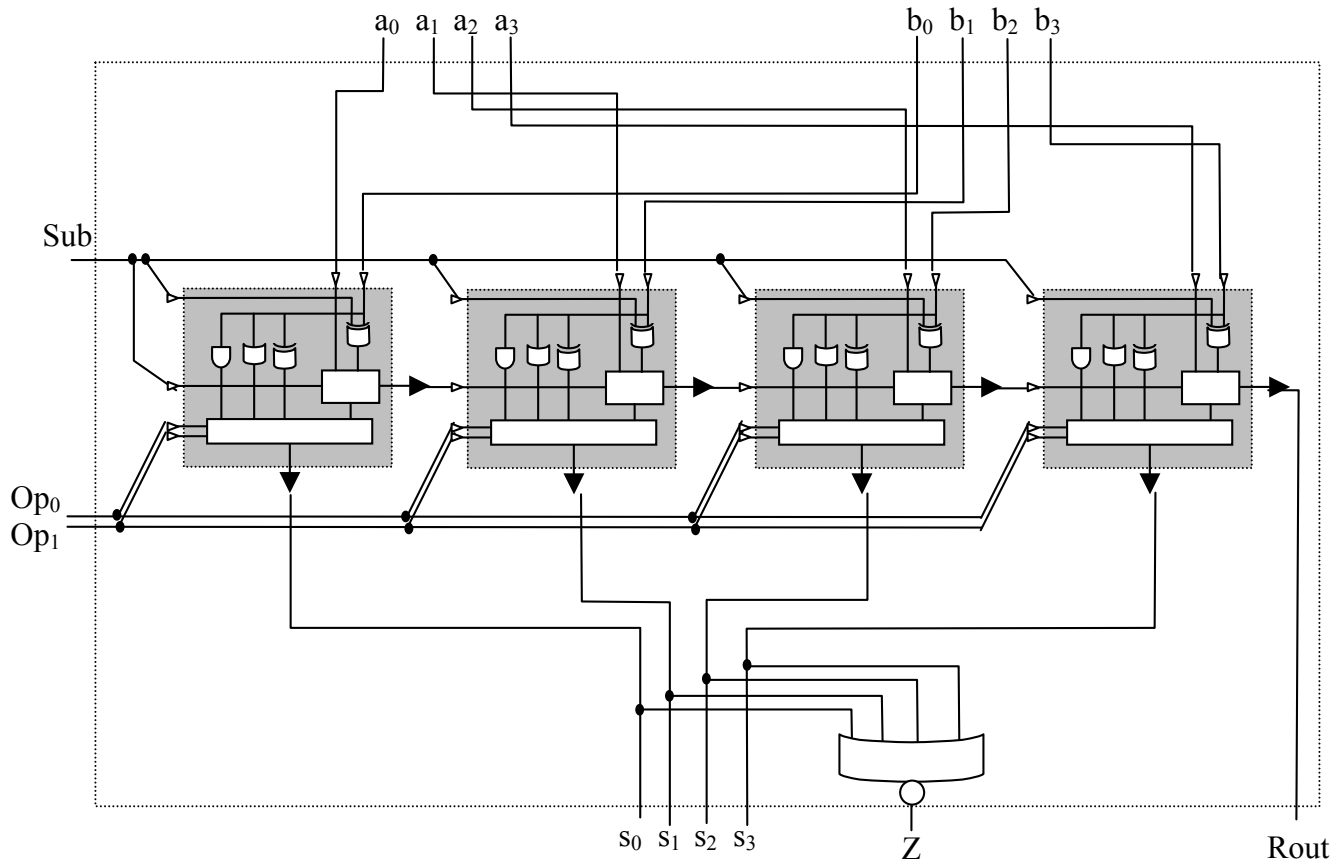 a₀ a₁ a₂ a₃ b₀ b₁ b₂ b₃
Sub
Op₀
Op₁
s₀ s₁ s₂ s₃ Z Rout